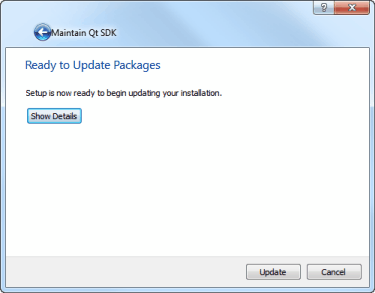 Maintain Qt SDK
Ready to Update Packages
Setup is now ready to begin updating your installation.
Show Details
Update Cancel